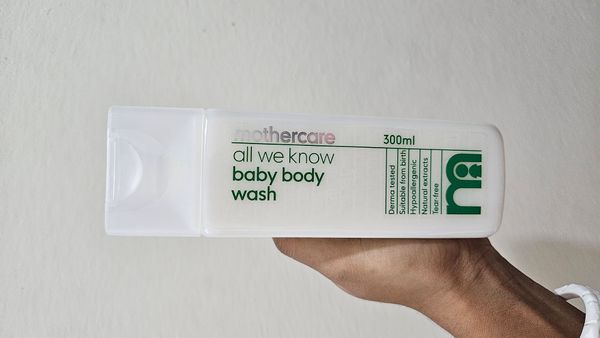 mothercare
all we know
baby body
wash
300ml
Derma tested
Suitable from birth
Hypoallergenic
Natural extracts
Tear-free
m